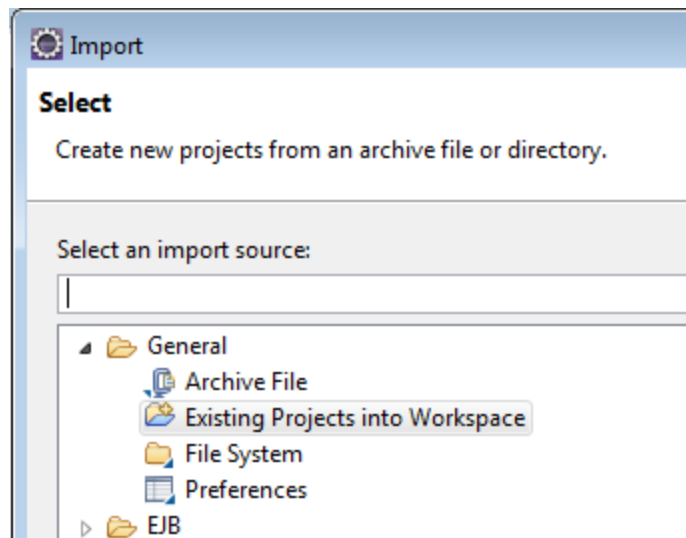 Import
Select
Create new projects from an archive file or directory.
Select an import source:
General
Archive File
Existing Projects into Workspace
File System
Preferences
EJB